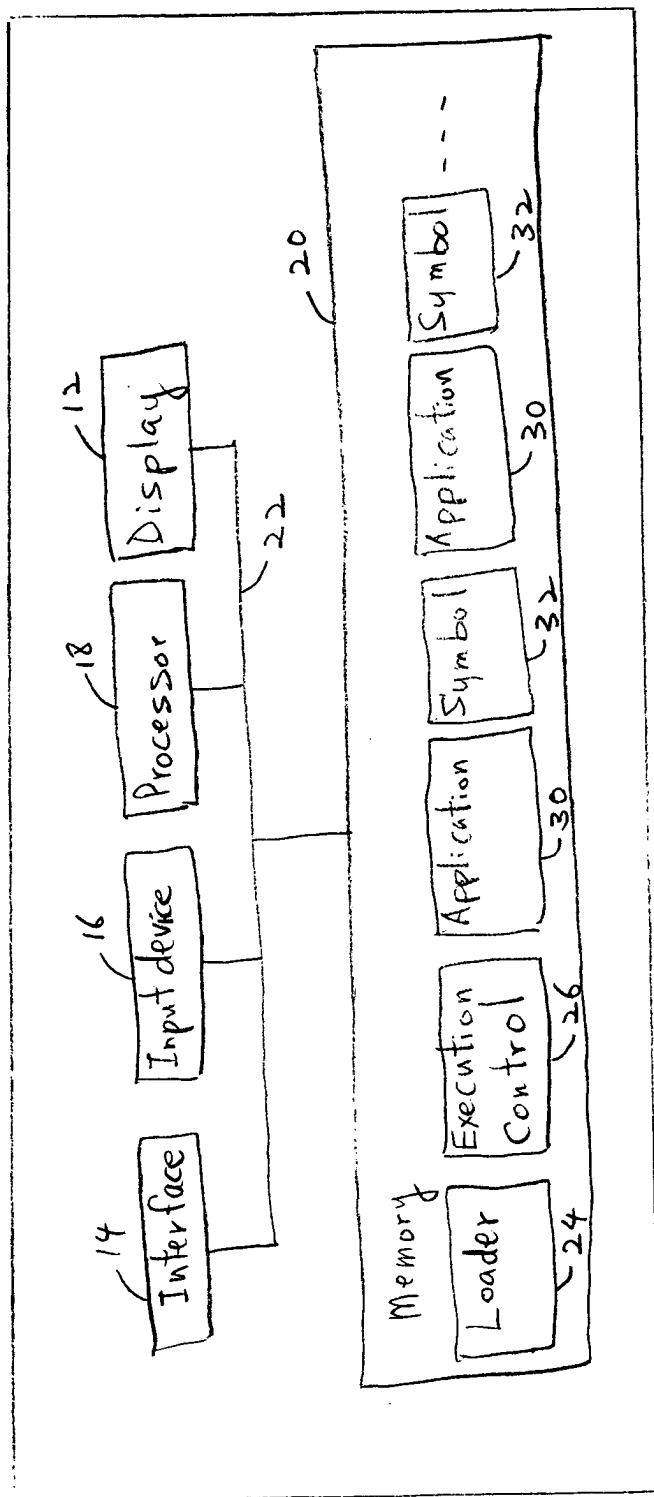 14
16
18
12
Interface
Input device
Processor
Display
22
20
Memory
Loader
Execution
Control
Application
Symbol
Application
Symbol
- - -
24
26
30
32
30
32